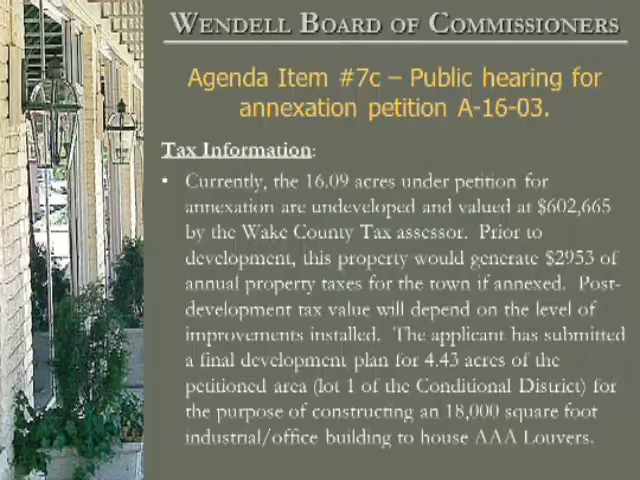 WENDELL BOARD OF COMMISSIONERS
Agenda Item #7c – Public hearing for
annexation petition A-16-03.
Tax Information:
• Currently, the 16.09 acres under petition for
annexation are undeveloped and valued at $602,665
by the Wake County Tax assessor. Prior to
development, this property would generate $2953 of
annual property taxes for the town if annexed. Post-
development tax value will depend on the level of
improvements installed. The applicant has submitted
a final development plan for 4.43 acres of the
petitioned area (lot 1 of the Conditional District) for
the purpose of constructing an 18,000 square foot
industrial/office building to house AAA Louvers.